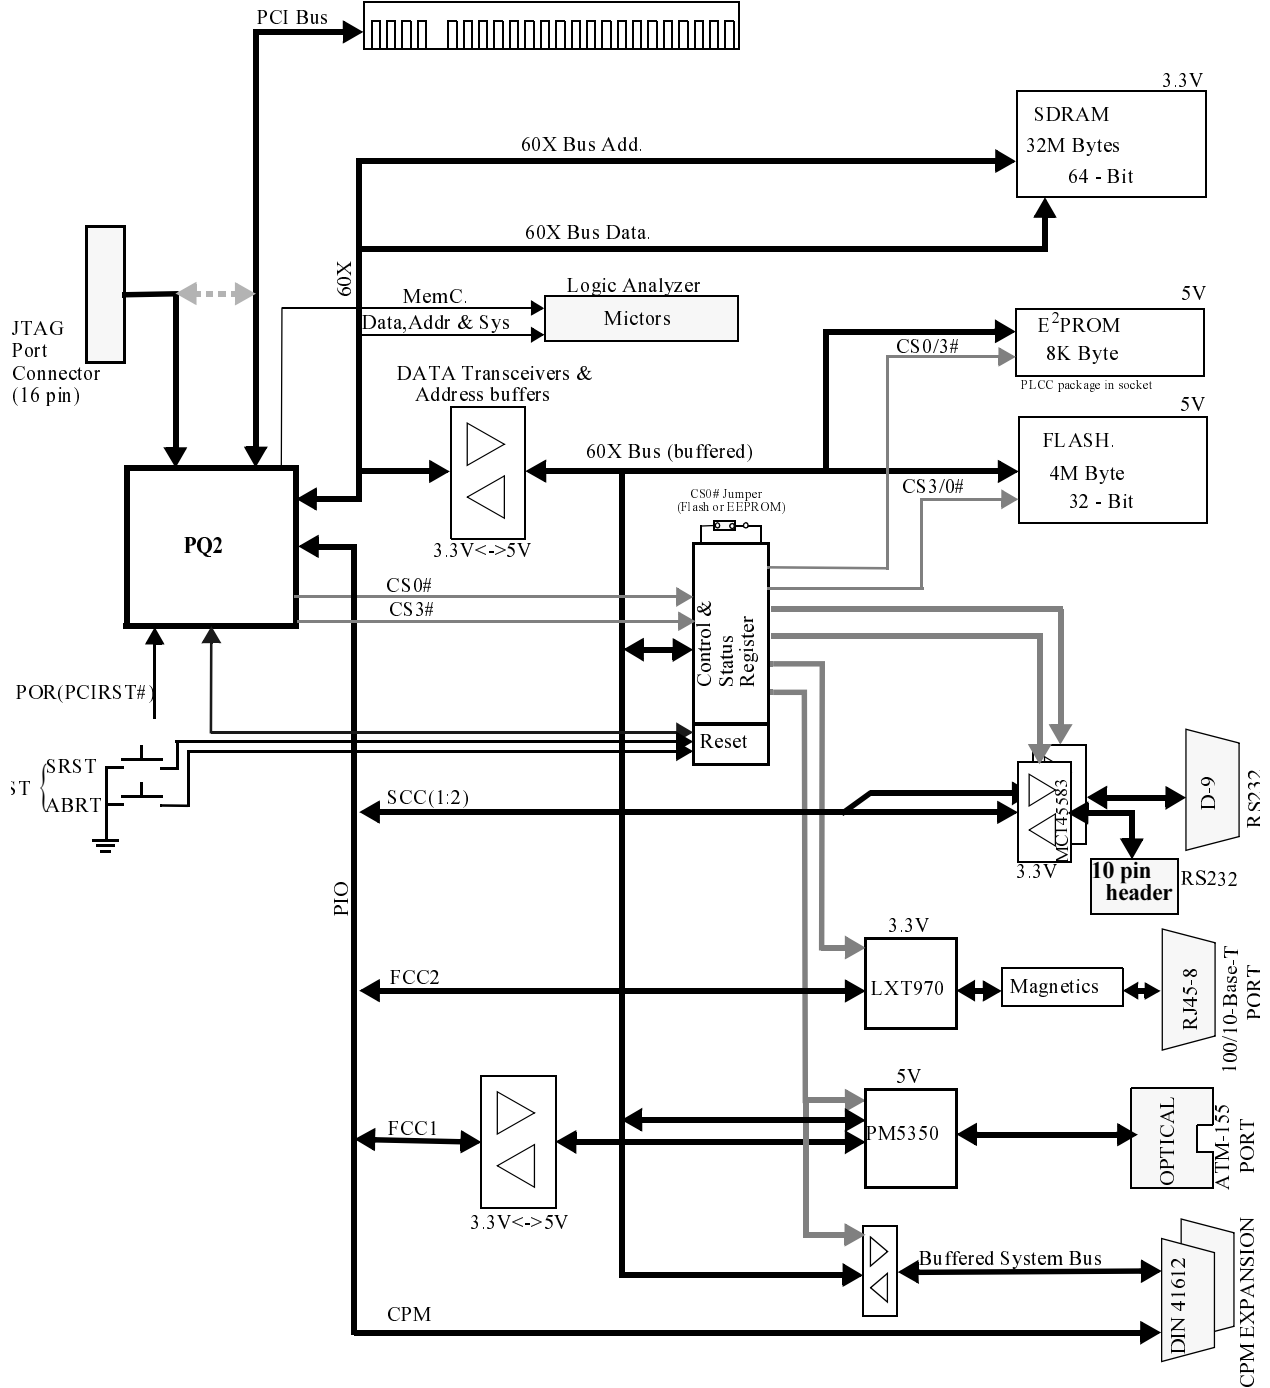 PCI Bus
3.3V
SDRAM
32M Bytes
64 - Bit
60X Bus Add.
60X Bus Data.
60X
MemC.
Data,Addr & Sys
Logic Analyzer
Mictors
JTAG
Port
Connector
(16 pin)
5V
E2PROM
8K Byte
PLCC package in socket
CS0/3#
DATA Transceivers &
Address buffers
3.3V<->5V
60X Bus (buffered)
5V
FLASH.
4M Byte
32 - Bit
CS3/0#
CS0# Jumper
(Flash or EEPROM)
PQ2
CS0#
CS3#
Control &
Status
Register
Reset
POR(PCIRST#)
ST
SRST
ABRT
SCC(1:2)
MC145583
3.3V
D-9
RS232
10 pin
header
RS232
PIO
3.3V
FCC2
LXT970
Magnetics
RJ45-8
100/10-Base-T
PORT
5V
FCC1
3.3V<->5V
PM5350
OPTICAL
ATM-155
PORT
Buffered System Bus
CPM
DIN 41612
CPM EXPANSION